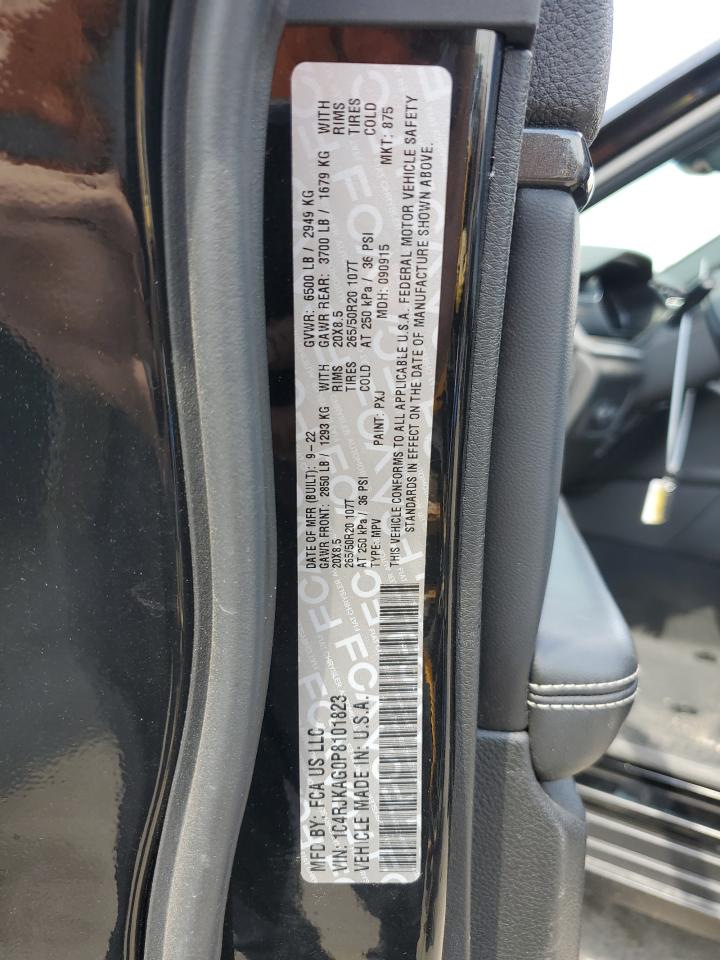 MFD BY: FCA US LLC
VIN: 1C4RJKAG0P8101823
VEHICLE MADE IN: U.S.A.
DATE OF MFR (BUILT): 9-22 GVWR: 6500 LB / 2949 KG
GAWR FRONT: 2850 LB / 1293 KG WITH GAWR REAR: 3700 LB / 1679 KG WITH
20X8.5 RIMS 20X8.5 RIMS
265/50R20 107T TIRES 265/50R20 107T TIRES
AT 250 kPa / 36 PSI COLD AT 250 kPa / 36 PSI COLD
TYPE: MPV PAINT: PXJ MDH: 090915 MKT: 875
THIS VEHICLE CONFORMS TO ALL APPLICABLE U.S.A. FEDERAL MOTOR VEHICLE SAFETY
STANDARDS IN EFFECT ON THE DATE OF MANUFACTURE SHOWN ABOVE.